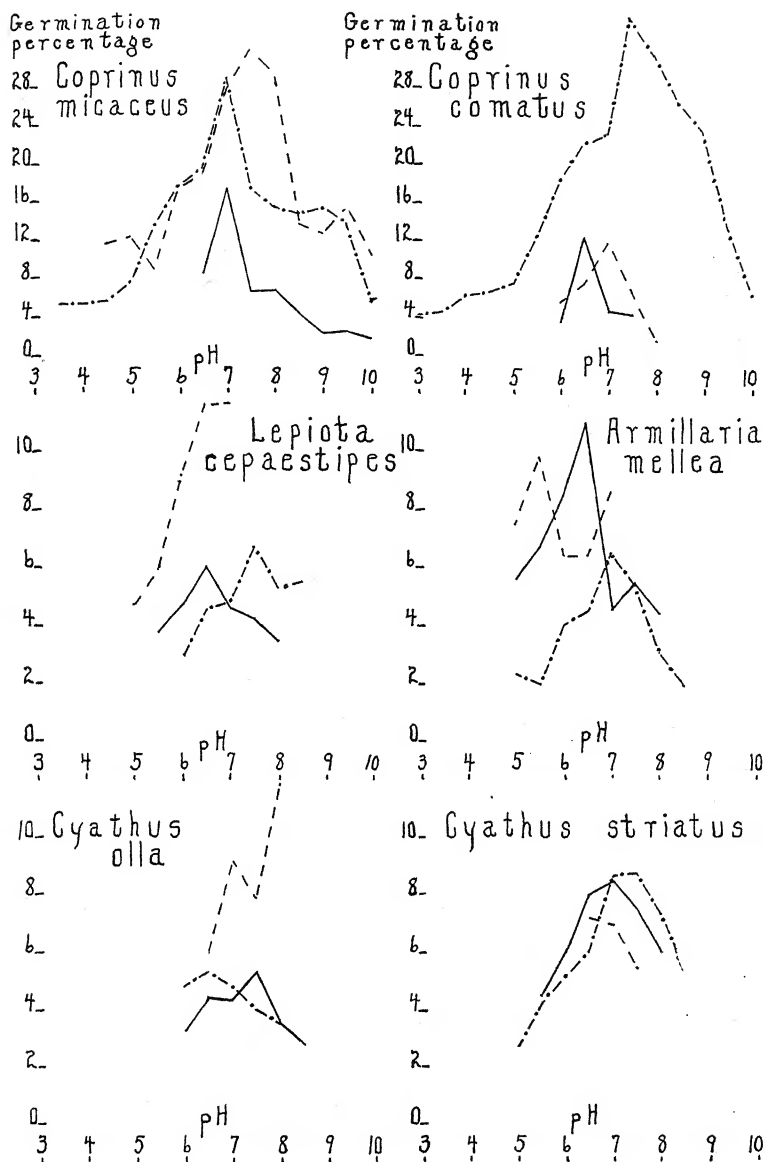 Germination
percentage
Coprinus
micaceus
28
24
20
16
12
8
4
0
pH
3 4 5 6 7 8 9 10
Germination
percentage
Coprinus
comatus
28
24
20
16
12
8
4
0
pH
3 4 5 6 7 8 9 10
Lepiota
cepaestipes
10
8
6
4
2
0
pH
3 4 5 6 7 8 9 10
Armillaria
mellea
10
8
6
4
2
0
pH
3 4 5 6 7 8 9 10
Cyathus
olla
10
8
6
4
2
0
pH
3 4 5 6 7 8 9 10
Cyathus striatus
10
8
6
4
2
0
pH
3 4 5 6 7 8 9 10